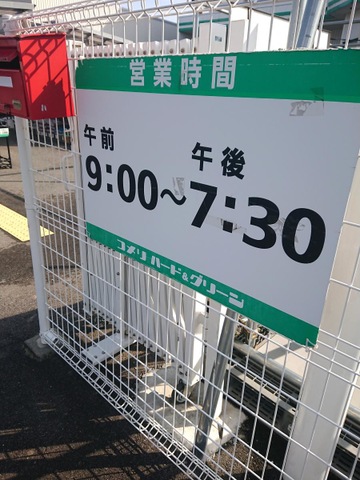 営業時間
午前 午後
9:00〜7:30
コメリ ハード&グリーン